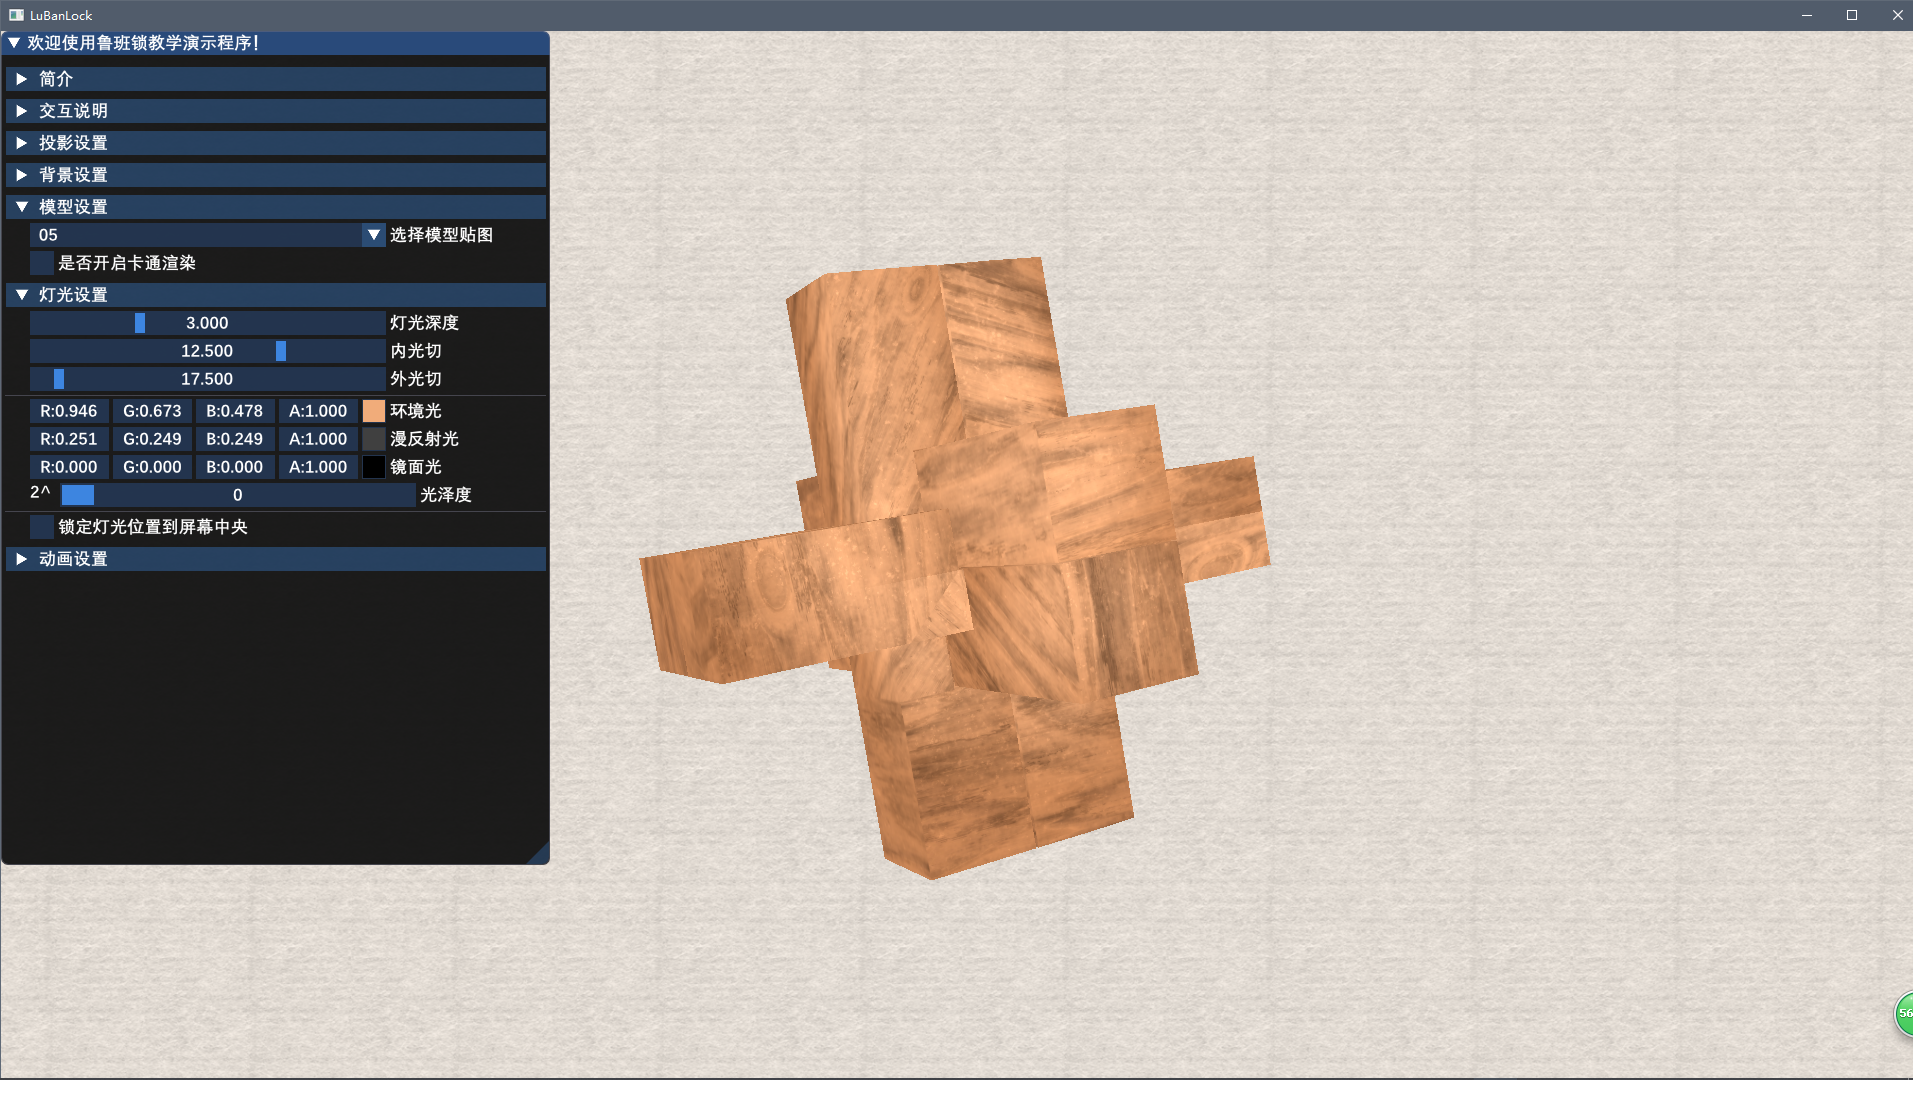 LuBanLock
欢迎使用鲁班锁教学演示程序!
简介
交互说明
投影设置
背景设置
模型设置
05 选择模型贴图
是否开启卡通渲染
灯光设置
3.000 灯光深度
12.500 内光切
17.500 外光切
R:0.946 G:0.673 B:0.478 A:1.000 环境光
R:0.251 G:0.249 B:0.249 A:1.000 漫反射光
R:0.000 G:0.000 B:0.000 A:1.000 镜面光
2^ 0 光泽度
锁定灯光位置到屏幕中央
动画设置
56